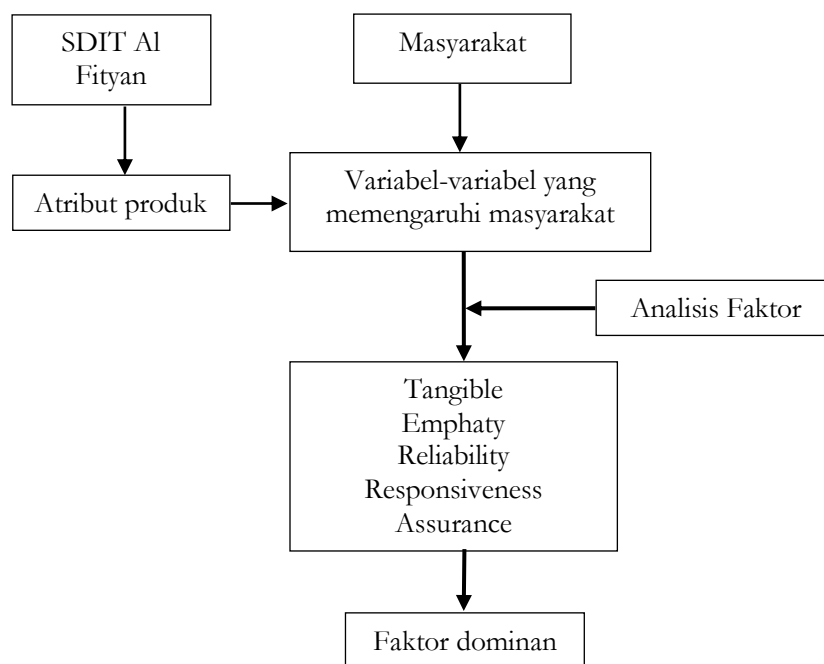 SDIT Al
Fityan
Masyarakat
Atribut produk
Variabel-variabel yang
memengaruhi masyarakat
Analisis Faktor
Tangible
Emphaty
Reliability
Responsiveness
Assurance
Faktor dominan